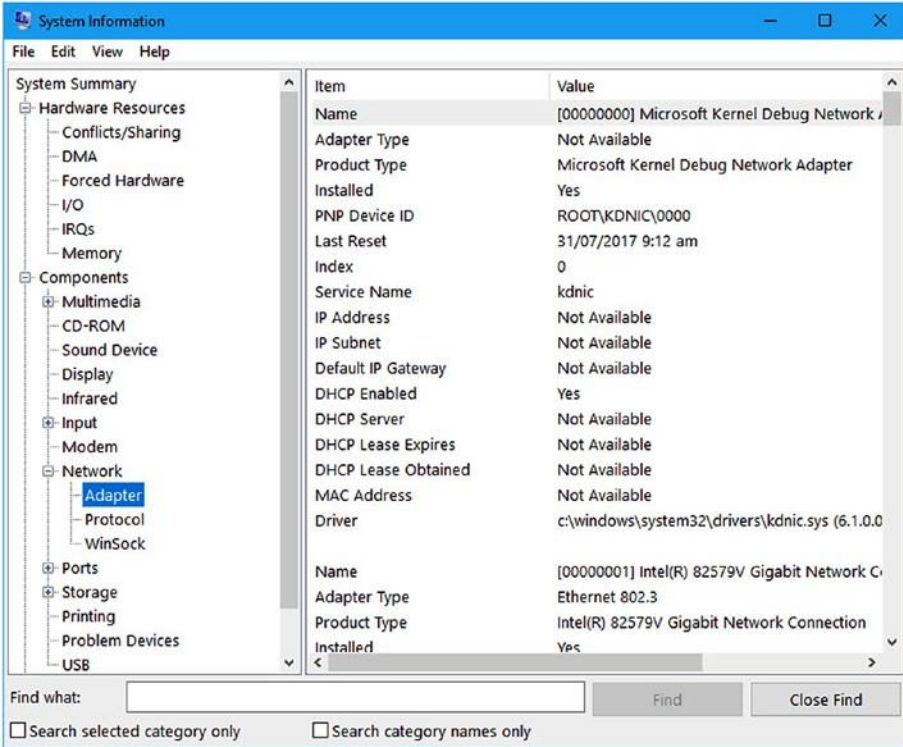 System Information
File Edit View Help
System Summary
Hardware Resources
Conflicts/Sharing
DMA
Forced Hardware
I/O
IRQs
Memory
Components
Multimedia
CD-ROM
Sound Device
Display
Infrared
Input
Modem
Network
Adapter
Protocol
WinSock
Ports
Storage
Printing
Problem Devices
USB
Item Value
Name [00000000] Microsoft Kernel Debug Network
Adapter Type Not Available
Product Type Microsoft Kernel Debug Network Adapter
Installed Yes
PNP Device ID ROOT\KDNIC\0000
Last Reset 31/07/2017 9:12 am
Index 0
Service Name kdnic
IP Address Not Available
IP Subnet Not Available
Default IP Gateway Not Available
DHCP Enabled Yes
DHCP Server Not Available
DHCP Lease Expires Not Available
DHCP Lease Obtained Not Available
MAC Address Not Available
Driver c:\windows\system32\drivers\kdnic.sys (6.1.0.0
Name [00000001] Intel(R) 82579V Gigabit Network C
Adapter Type Ethernet 802.3
Product Type Intel(R) 82579V Gigabit Network Connection
Installed Yes
Find what: Find Close Find
Search selected category only Search category names only